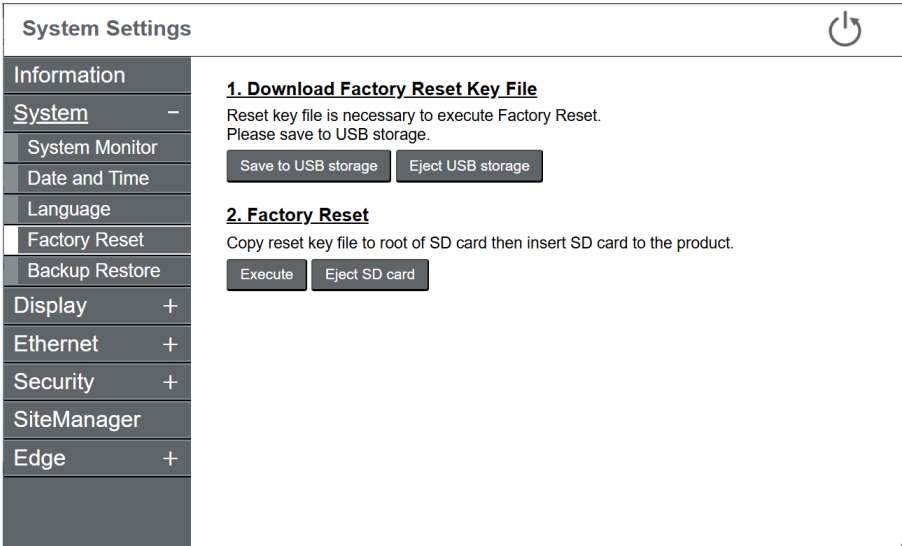 System Settings
Information
System −
System Monitor
Date and Time
Language
Factory Reset
Backup Restore
Display +
Ethernet +
Security +
SiteManager
Edge +
1. Download Factory Reset Key File
Reset key file is necessary to execute Factory Reset.
Please save to USB storage.
Save to USB storage Eject USB storage
2. Factory Reset
Copy reset key file to root of SD card then insert SD card to the product.
Execute Eject SD card